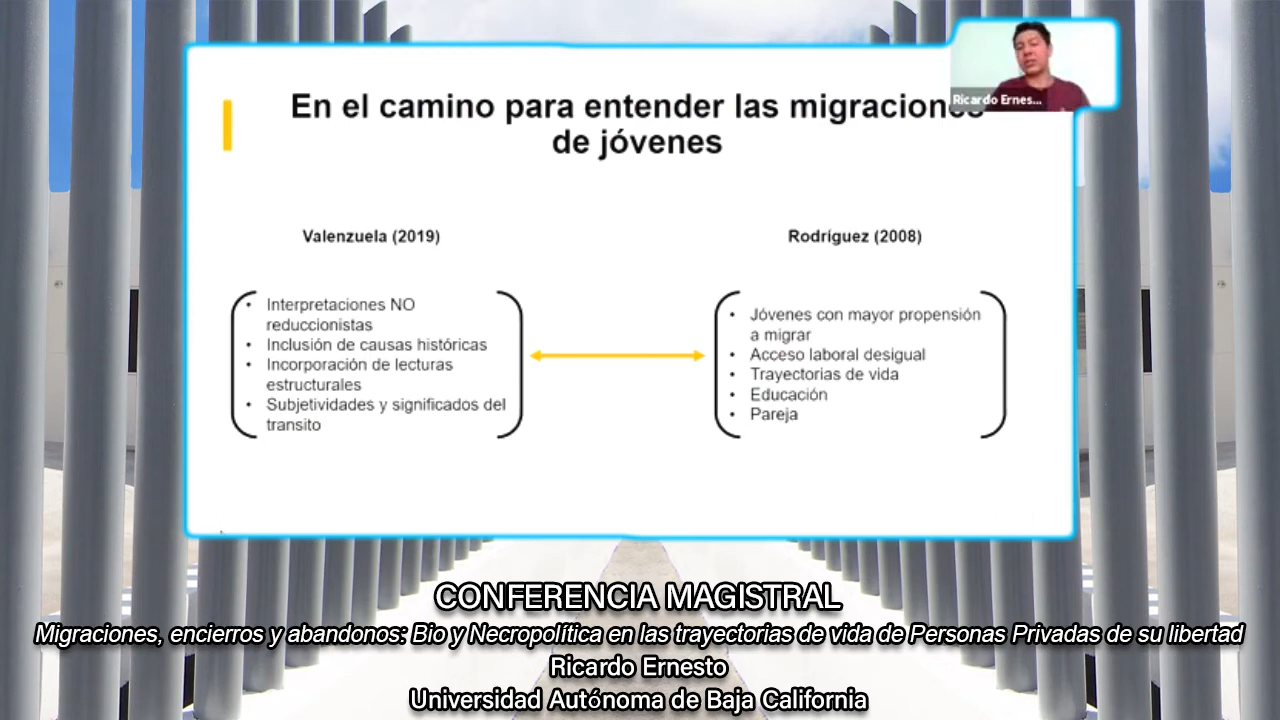 En el camino para entender las migraciones
de jóvenes
Ricardo Ernes...
Valenzuela (2019)
• Interpretaciones NO
reduccionistas
• Inclusión de causas históricas
• Incorporación de lecturas
estructurales
• Subjetividades y significados del
transito
Rodríguez (2008)
• Jóvenes con mayor propensión
a migrar
• Acceso laboral desigual
• Trayectorias de vida
• Educación
• Pareja
CONFERENCIA MAGISTRAL
Migraciones, encierros y abandonos: Bio y Necropolítica en las trayectorias de vida de Personas Privadas de su libertad
Ricardo Ernesto
Universidad Autónoma de Baja California